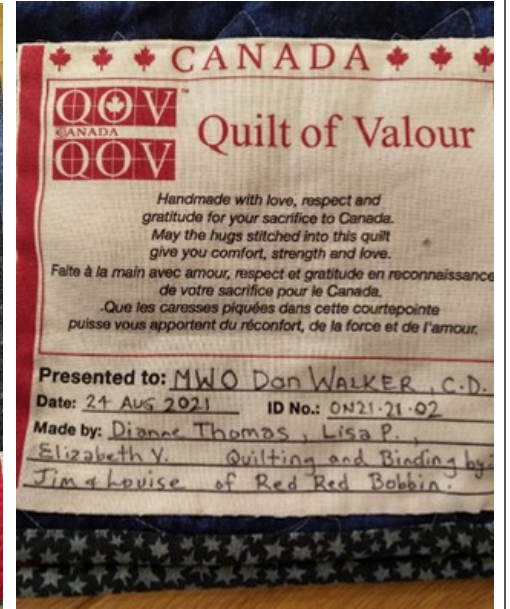 CANADA
QOV™
CANADA
QOV
Quilt of Valour
Handmade with love, respect and
gratitude for your sacrifice to Canada.
May the hugs stitched into this quilt
give you comfort, strength and love.
Faite à la main avec amour, respect et gratitude en reconnaissance
de votre sacrifice pour le Canada.
Que les caresses piquées dans cette courtepointe
puisse vous apportent du réconfort, de la force et de l'amour.
Presented to: MWO Don WALKER, C.D.
Date: 24 AUG 2021 ID No.: ON21-21-02
Made by: Dianne Thomas, Lisa P.,
Elizabeth V. Quilting and Binding by:
Jim & Louise of Red Red Bobbin.